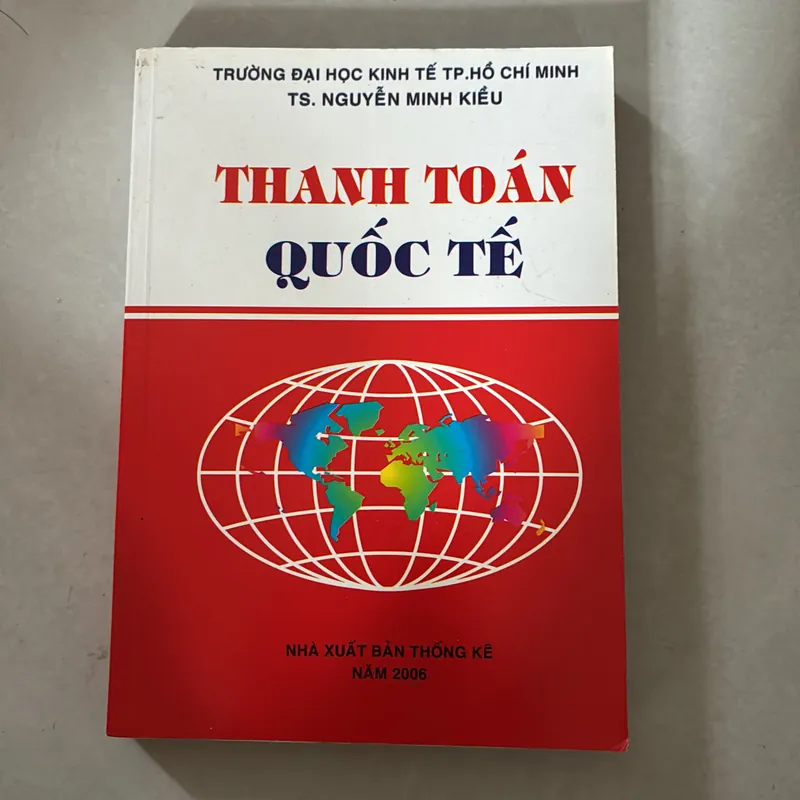 TRƯỜNG ĐẠI HỌC KINH TẾ TP.HỒ CHÍ MINH
TS. NGUYỄN MINH KIỀU
THANH TOÁN
QUỐC TẾ
NHÀ XUẤT BẢN THỐNG KÊ
NĂM 2006